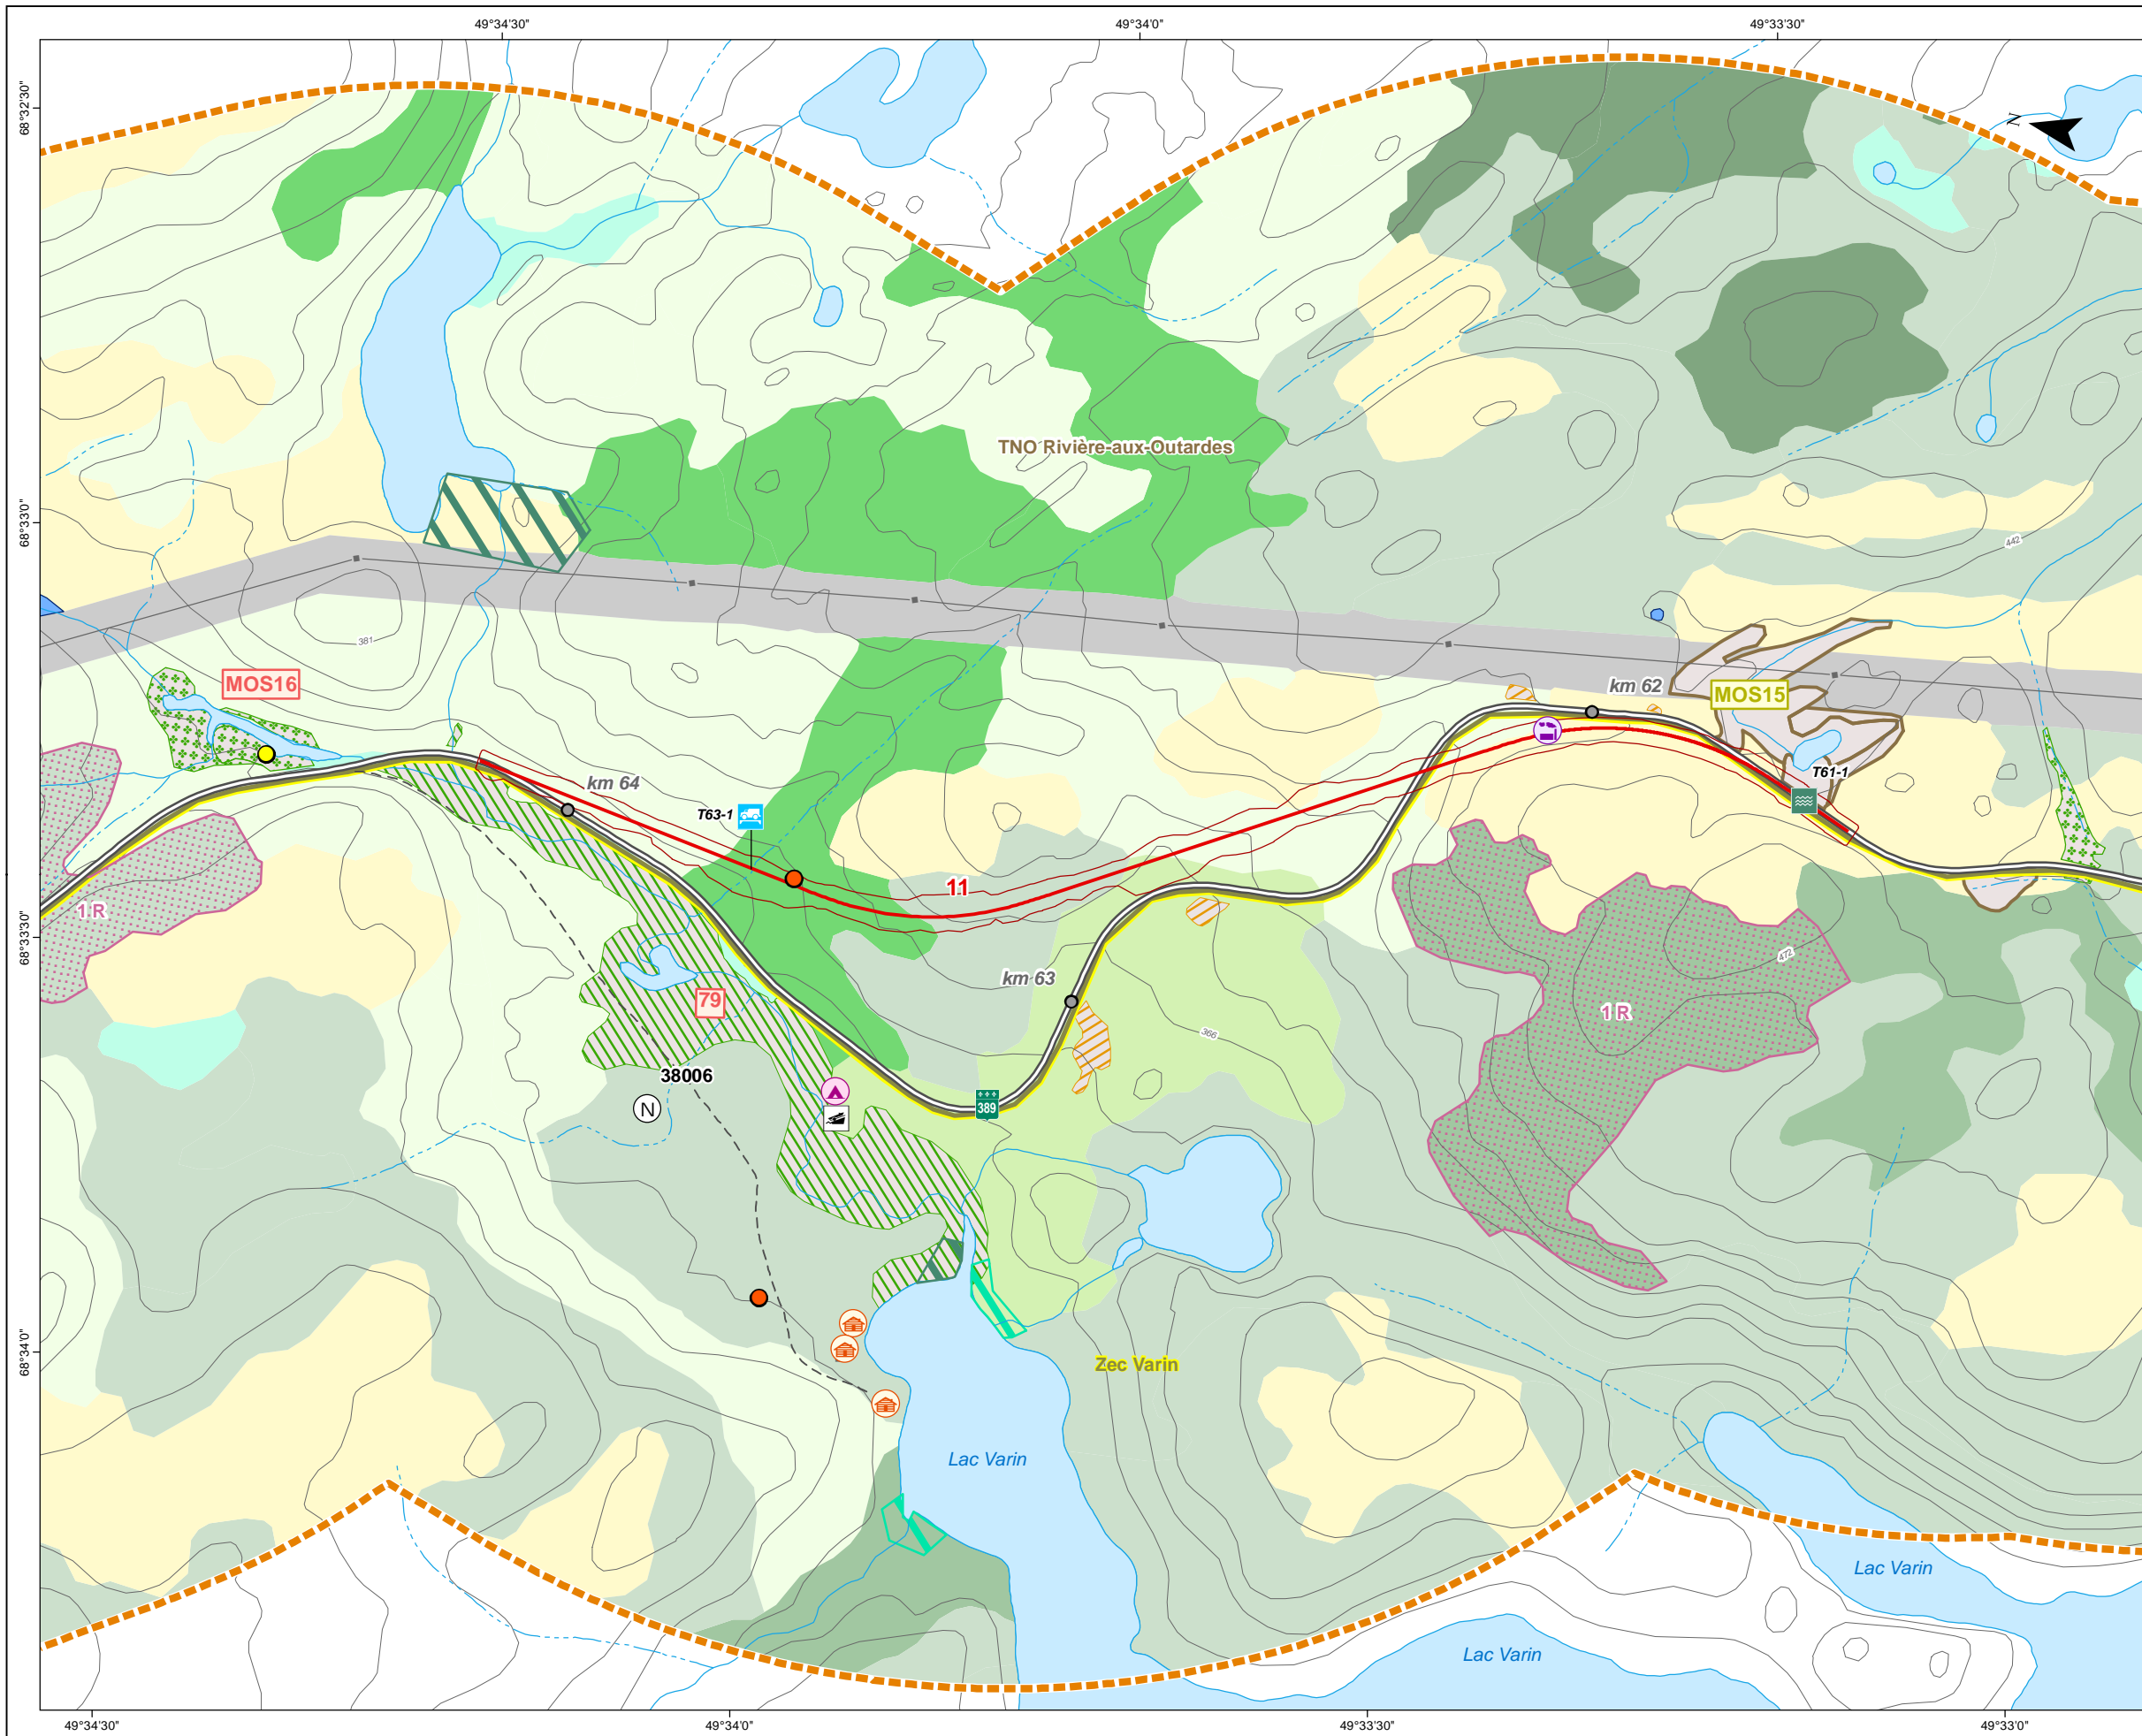 49°34'30"
49°34'0"
49°33'30"
68°32'30"
N
TNO Rivière-aux-Outardes
68°33'0"
442
381
MOS16
km 62
MOS15
km 64
T61-1
T63-1
11
1 R
68°33'30"
472
km 63
79
1 R
366
38006
389
N
68°34'0"
Zec Varin
Lac Varin
Lac Varin
Lac Varin
49°34'30"
49°34'0"
49°33'30"
49°33'0"